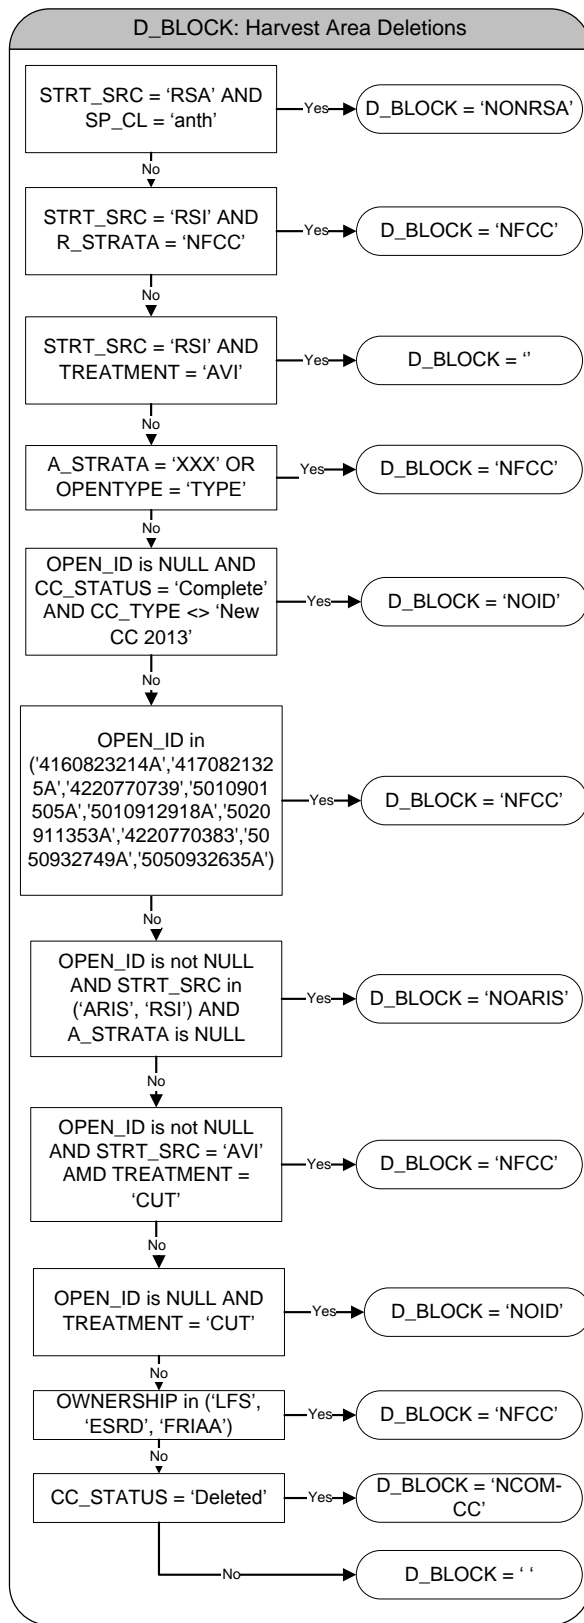 D_BLOCK: Harvest Area Deletions
STRT_SRC = ‘RSA’ AND
SP_CL = ‘anth’
Yes
D_BLOCK = ‘NONRSA’
No
STRT_SRC = ‘RSI’ AND
R_STRATA = ‘NFCC’
Yes
D_BLOCK = ‘NFCC’
No
STRT_SRC = ‘RSI’ AND
TREATMENT = ‘AVI’
Yes
D_BLOCK = ‘’
No
A_STRATA = ‘XXX’ OR
OPENTYPE = ‘TYPE’
Yes
D_BLOCK = ‘NFCC’
No
OPEN_ID is NULL AND
CC_STATUS = ‘Complete’
AND CC_TYPE <> ‘New
CC 2013’
Yes
D_BLOCK = ‘NOID’
No
OPEN_ID in
('4160823214A','417082132
5A','4220770739','5010901
505A','5010912918A','5020
911353A','4220770383','50
50932749A','5050932635A')
Yes
D_BLOCK = ‘NFCC’
No
OPEN_ID is not NULL
AND STRT_SRC in
(‘ARIS’, ‘RSI’) AND
A_STRATA is NULL
Yes
D_BLOCK = ‘NOARIS’
No
OPEN_ID is not NULL
AND STRT_SRC = ‘AVI’
AMD TREATMENT =
‘CUT’
Yes
D_BLOCK = ‘NFCC’
No
OPEN_ID is NULL AND
TREATMENT = ‘CUT’
Yes
D_BLOCK = ‘NOID’
No
OWNERSHIP in (‘LFS’,
‘ESRD’, ‘FRIAA’)
Yes
D_BLOCK = ‘NFCC’
No
CC_STATUS = ‘Deleted’
Yes
D_BLOCK = ‘NCOM-
CC’
No
D_BLOCK = ‘ ‘